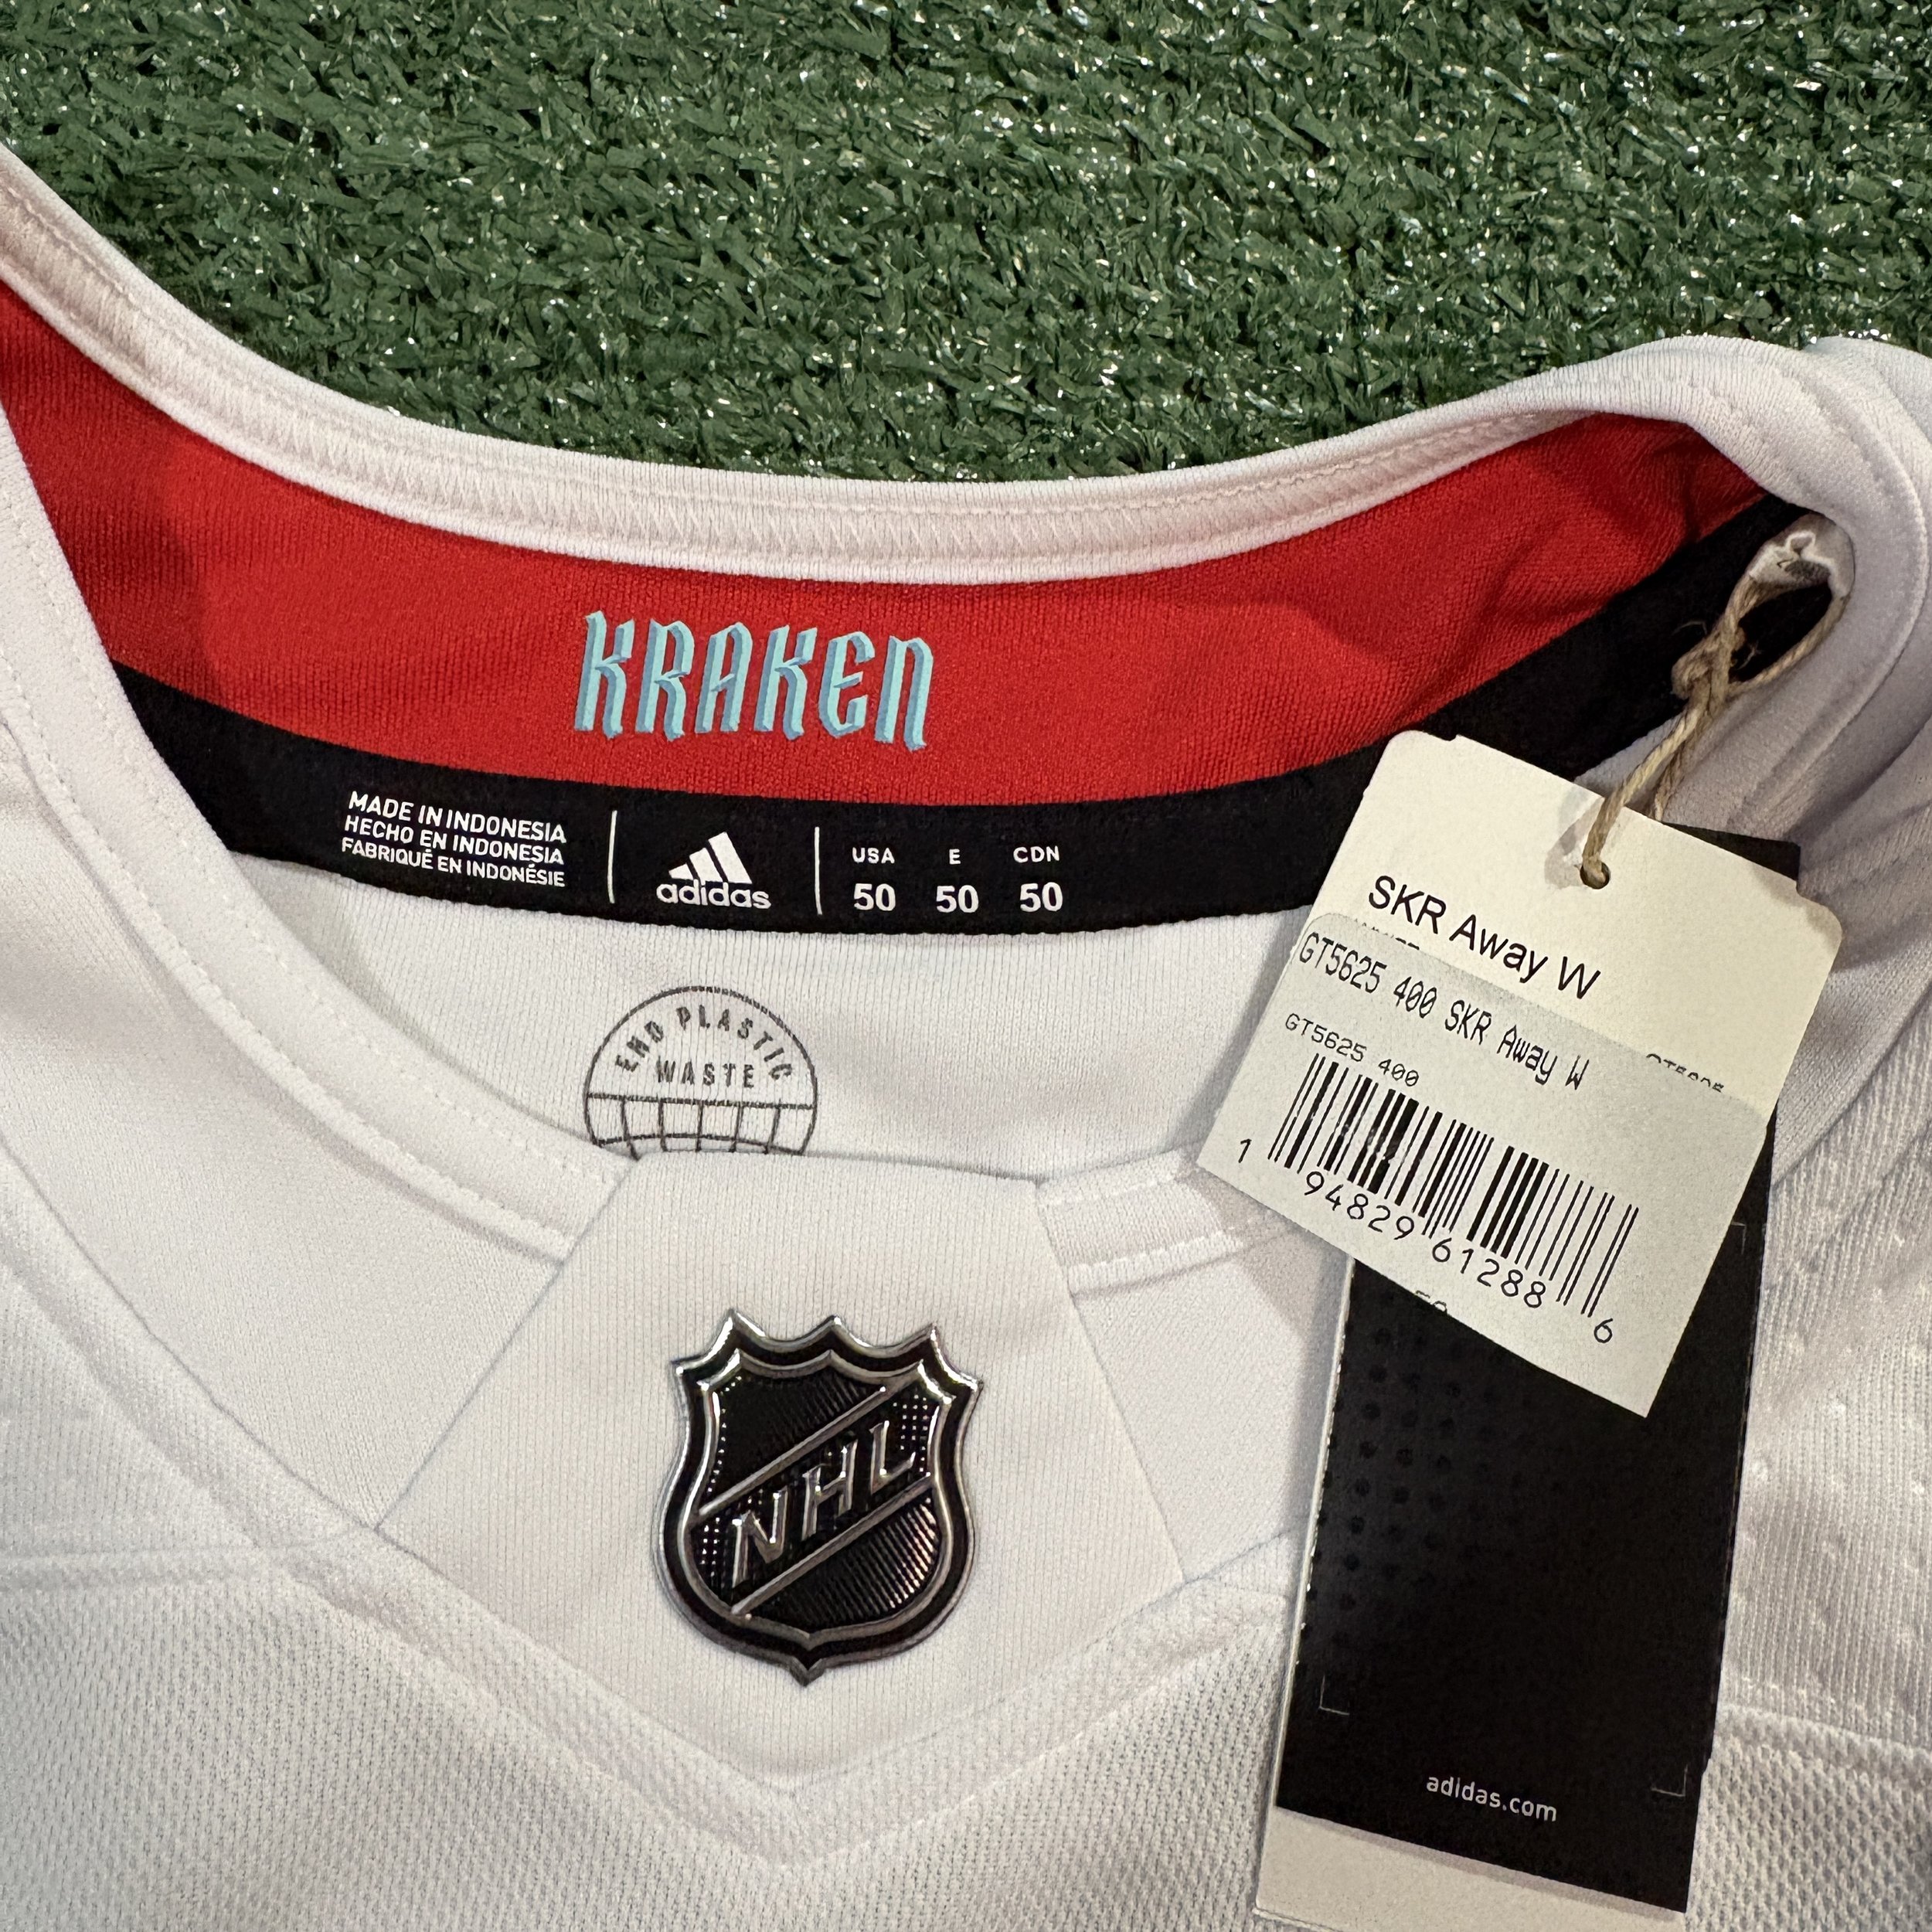 KRAKEN
MADE IN INDONESIA
HECHO EN INDONESIA
FABRIQUÉ EN INDONÉSIE
adidas
USA E CDN
50 50 50
END PLASTIC
WASTE
NHL
SKR Away W
GT5625 400 SKR Away W
GT5625 400
1 94829 61288 6
adidas.com